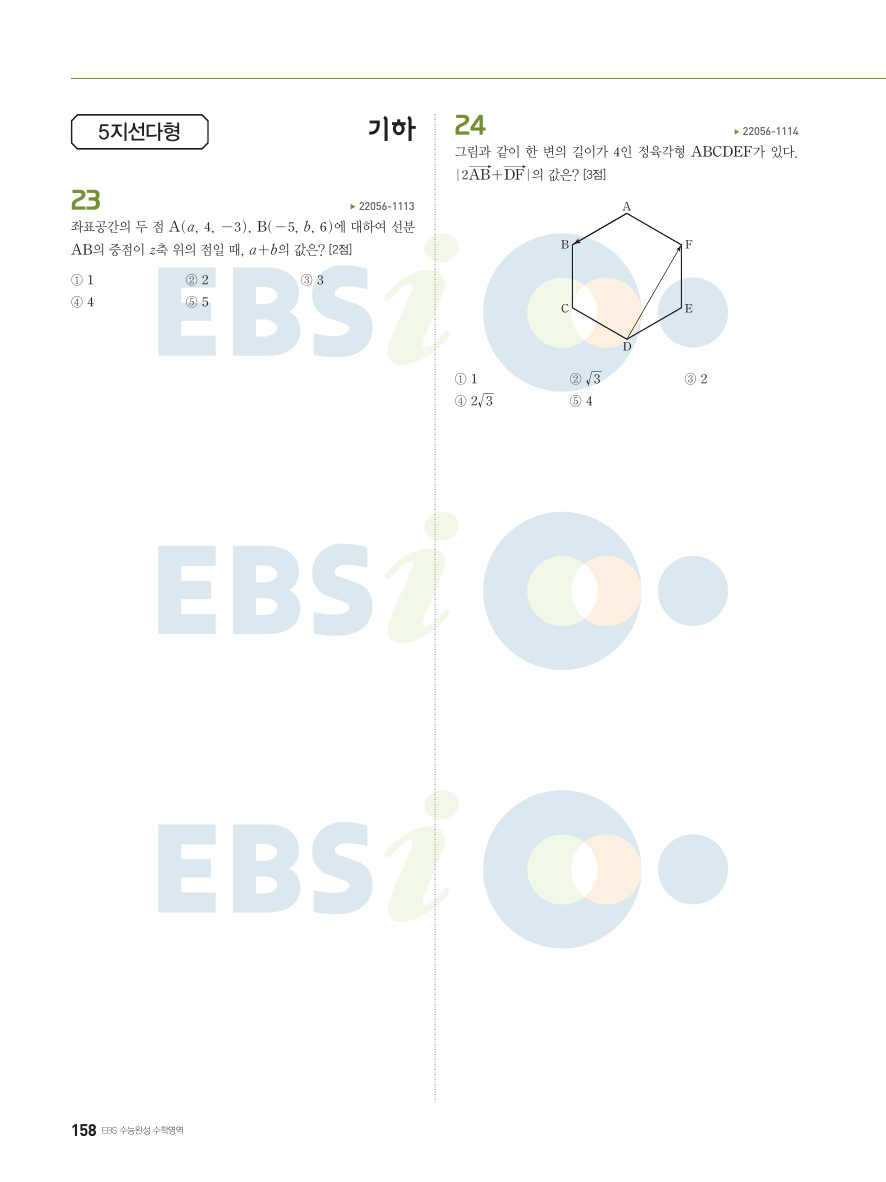 5지선다형
기하
23
▶ 22056-1113
좌표공간의 두 점 A(a, 4, −3), B(−5, b, 6)에 대하여 선분
AB의 중점이 z축 위의 점일 때, a+b의 값은? [2점]
① 1 ② 2 ③ 3
④ 4 ⑤ 5
24
▶ 22056-1114
그림과 같이 한 변의 길이가 4인 정육각형 ABCDEF가 있다.
|2\overrightarrow{AB}+\overrightarrow{DF}|의 값은? [3점]
A
B F
C E
D
① 1 ② √3 ③ 2
④ 2√3 ⑤ 4
EBSi
EBSi
EBSi
158 EBS 수능완성 수학영역